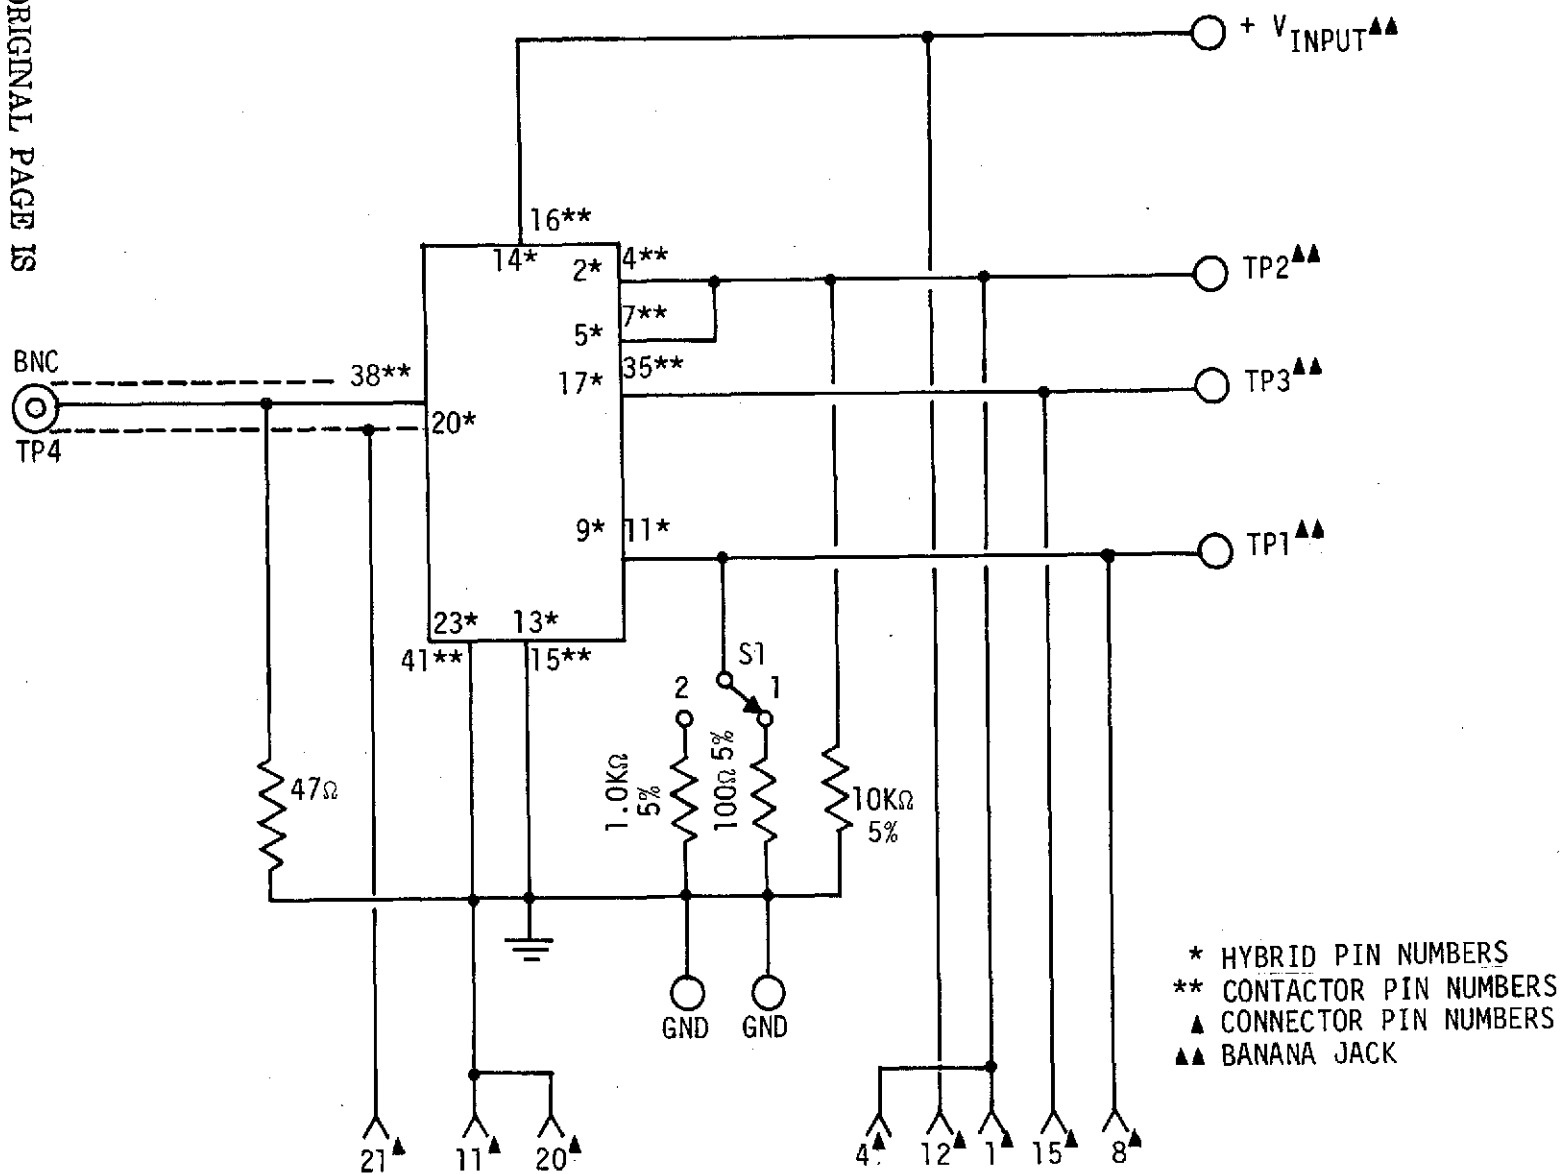 ORIGINAL PAGE IS
+ VINPUT▲▲
16**
14*
2*
4**
TP2▲▲
7**
5*
35**
17*
TP3▲▲
BNC
38**
20*
TP4
9*
11*
TP1▲▲
23*
13*
41**
15**
S1
2
1
47Ω
1.0KΩ
5%
100Ω 5%
10KΩ
5%
GND
GND
* HYBRID PIN NUMBERS
** CONTACTOR PIN NUMBERS
▲ CONNECTOR PIN NUMBERS
▲▲ BANANA JACK
21▲
11▲
20▲
4▲
12▲
1▲
15▲
8▲